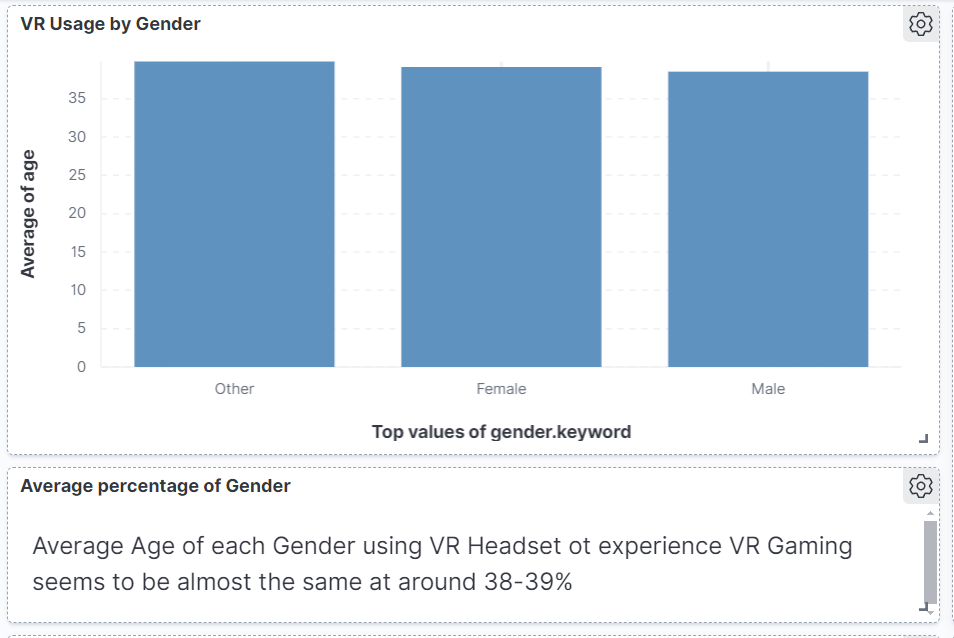 VR Usage by Gender
Average of age
35
30
25
20
15
10
5
0
Other Female Male
Top values of gender.keyword
Average percentage of Gender
Average Age of each Gender using VR Headset ot experience VR Gaming
seems to be almost the same at around 38-39%